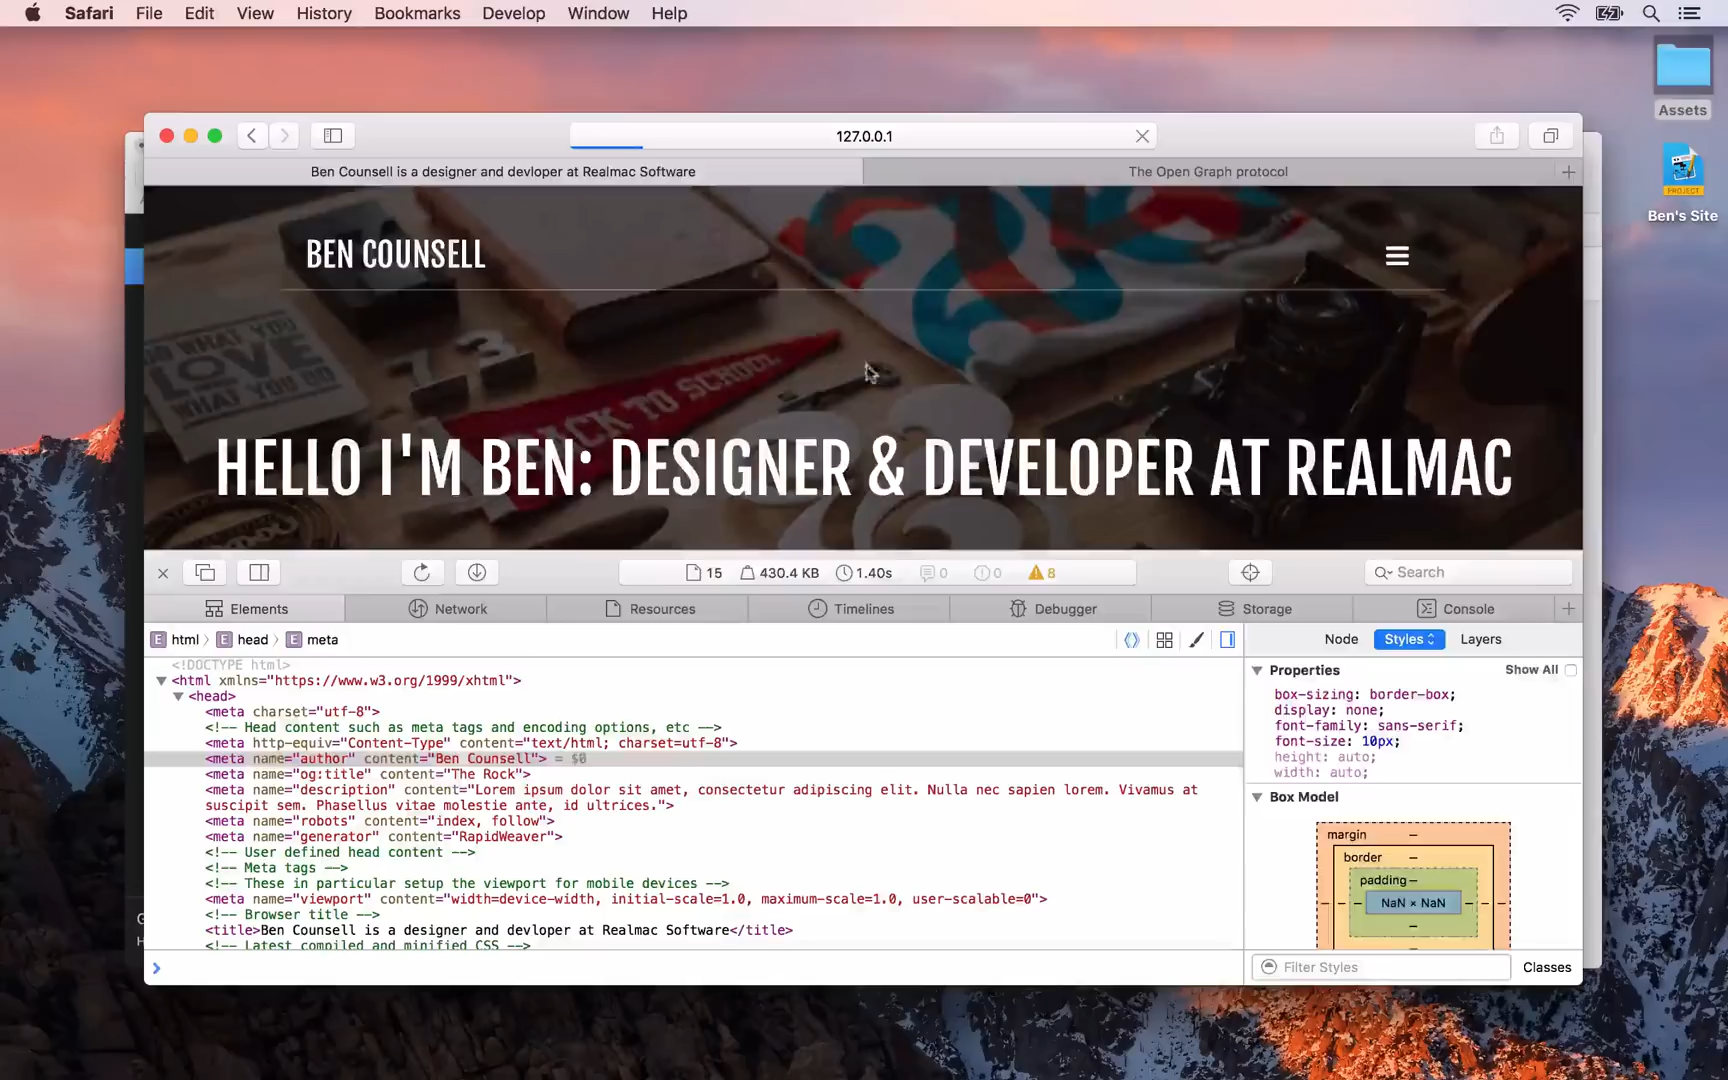 Safari File Edit View History Bookmarks Develop Window Help
Assets
PROJECT
Ben's Site
127.0.0.1
Ben Counsell is a designer and devloper at Realmac Software
The Open Graph protocol
BEN COUNSELL
DO WHAT YOU
LOVE
WHAT YOU DO
73
BACK TO SCHOOL
HELLO I'M BEN: DESIGNER & DEVELOPER AT REALMAC
15 430.4 KB 1.40s 0 0 8
Search
Elements Network Resources Timelines Debugger Storage Console
E html E head E meta
Node Styles Layers
<!DOCTYPE html>
<html xmlns="https://www.w3.org/1999/xhtml">
<head>
<meta charset="utf-8">
<!-- Head content such as meta tags and encoding options, etc -->
<meta http-equiv="Content-Type" content="text/html; charset=utf-8">
<meta name="author" content="Ben Counsell"> = $0
<meta name="og:title" content="The Rock">
<meta name="description" content="Lorem ipsum dolor sit amet, consectetur adipiscing elit. Nulla nec sapien lorem. Vivamus at
suscipit sem. Phasellus vitae molestie ante, id ultrices.">
<meta name="robots" content="index, follow">
<meta name="generator" content="RapidWeaver">
<!-- User defined head content -->
<!-- Meta tags -->
<!-- These in particular setup the viewport for mobile devices -->
<meta name="viewport" content="width=device-width, initial-scale=1.0, maximum-scale=1.0, user-scalable=0">
<!-- Browser title -->
<title>Ben Counsell is a designer and devloper at Realmac Software</title>
<!-- Latest compiled and minified CSS -->
Properties Show All
box-sizing: border-box;
display: none;
font-family: sans-serif;
font-size: 10px;
height: auto;
width: auto;
Box Model
margin –
border –
padding –
NaN × NaN
Filter Styles
Classes